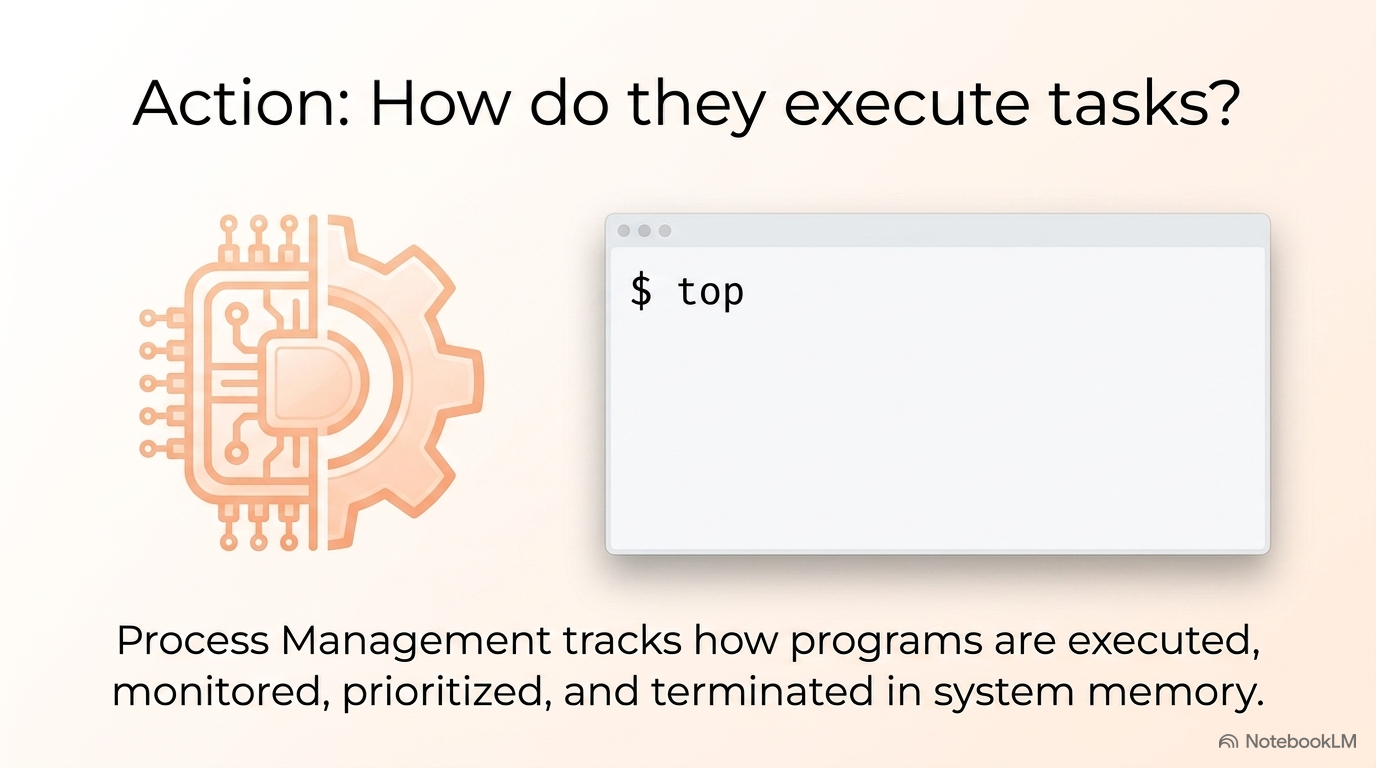 Action: How do they execute tasks?
$ top
Process Management tracks how programs are executed,
monitored, prioritized, and terminated in system memory.
NotebookLM